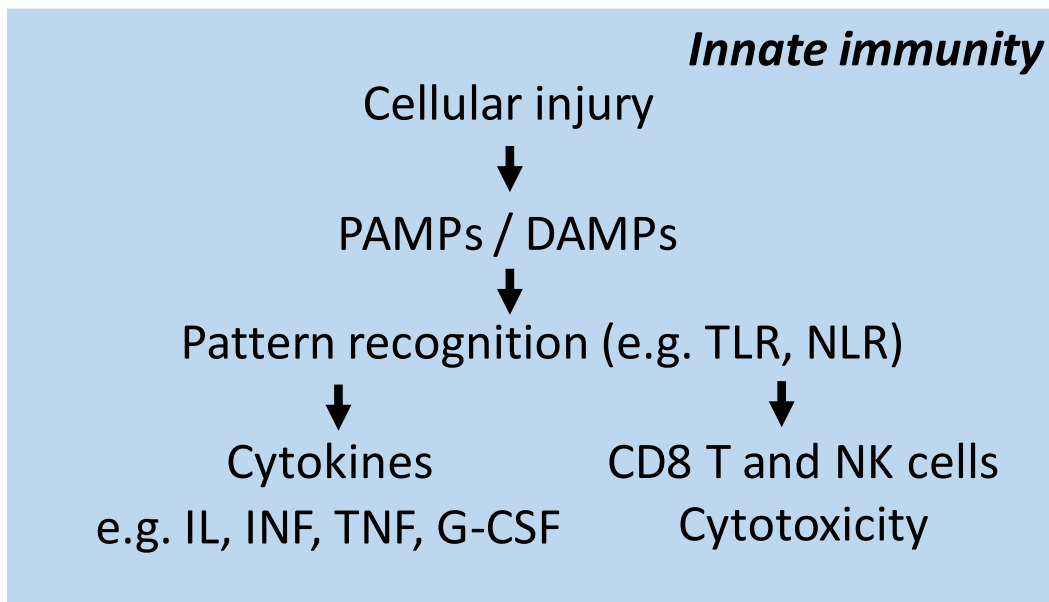 Innate immunity
Cellular injury
PAMPs / DAMPs
Pattern recognition (e.g. TLR, NLR)
Cytokines
e.g. IL, INF, TNF, G-CSF
CD8 T and NK cells
Cytotoxicity